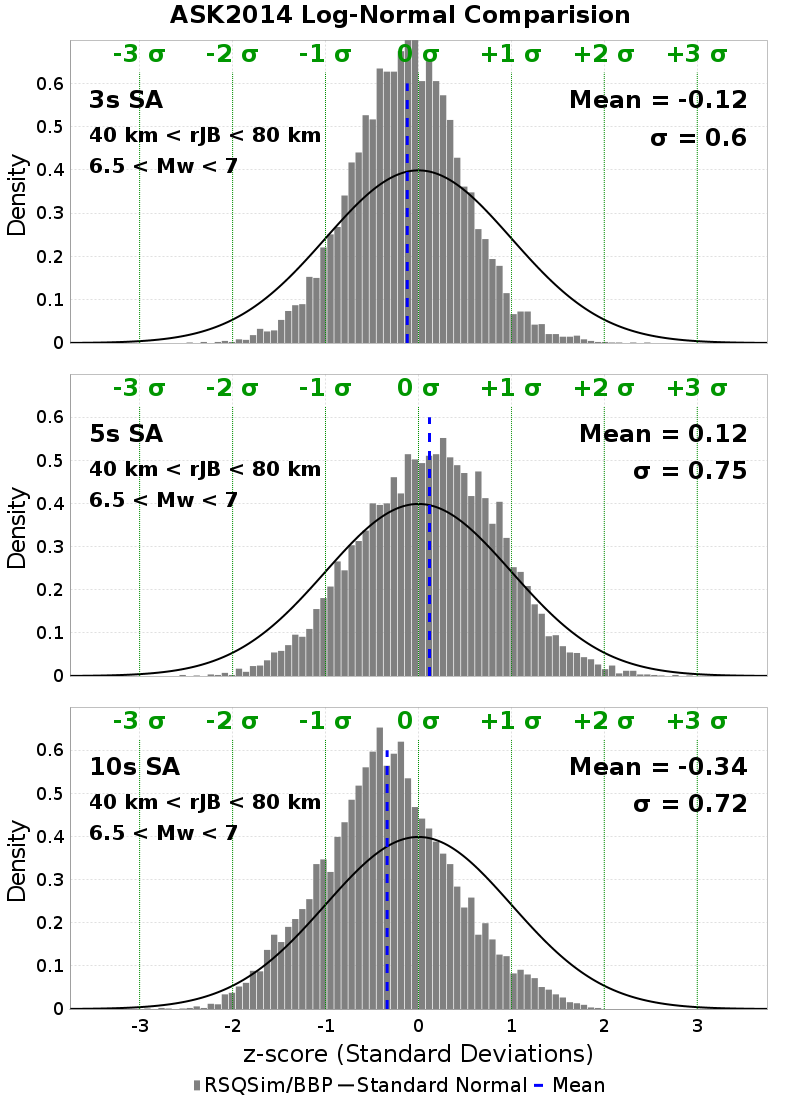 ASK2014 Log-Normal Comparision
-3 σ -2 σ -1 σ 0 σ +1 σ +2 σ +3 σ
3s SA
40 km < rJB < 80 km
6.5 < Mw < 7
Mean = -0.12
σ = 0.6
Density
0.6
0.5
0.4
0.3
0.2
0.1
0
-3 σ -2 σ -1 σ 0 σ +1 σ +2 σ +3 σ
5s SA
40 km < rJB < 80 km
6.5 < Mw < 7
Mean = 0.12
σ = 0.75
Density
0.6
0.5
0.4
0.3
0.2
0.1
0
-3 σ -2 σ -1 σ 0 σ +1 σ +2 σ +3 σ
10s SA
40 km < rJB < 80 km
6.5 < Mw < 7
Mean = -0.34
σ = 0.72
Density
0.6
0.5
0.4
0.3
0.2
0.1
0
-3 -2 -1 0 1 2 3
z-score (Standard Deviations)
RSQSim/BBP Standard Normal Mean